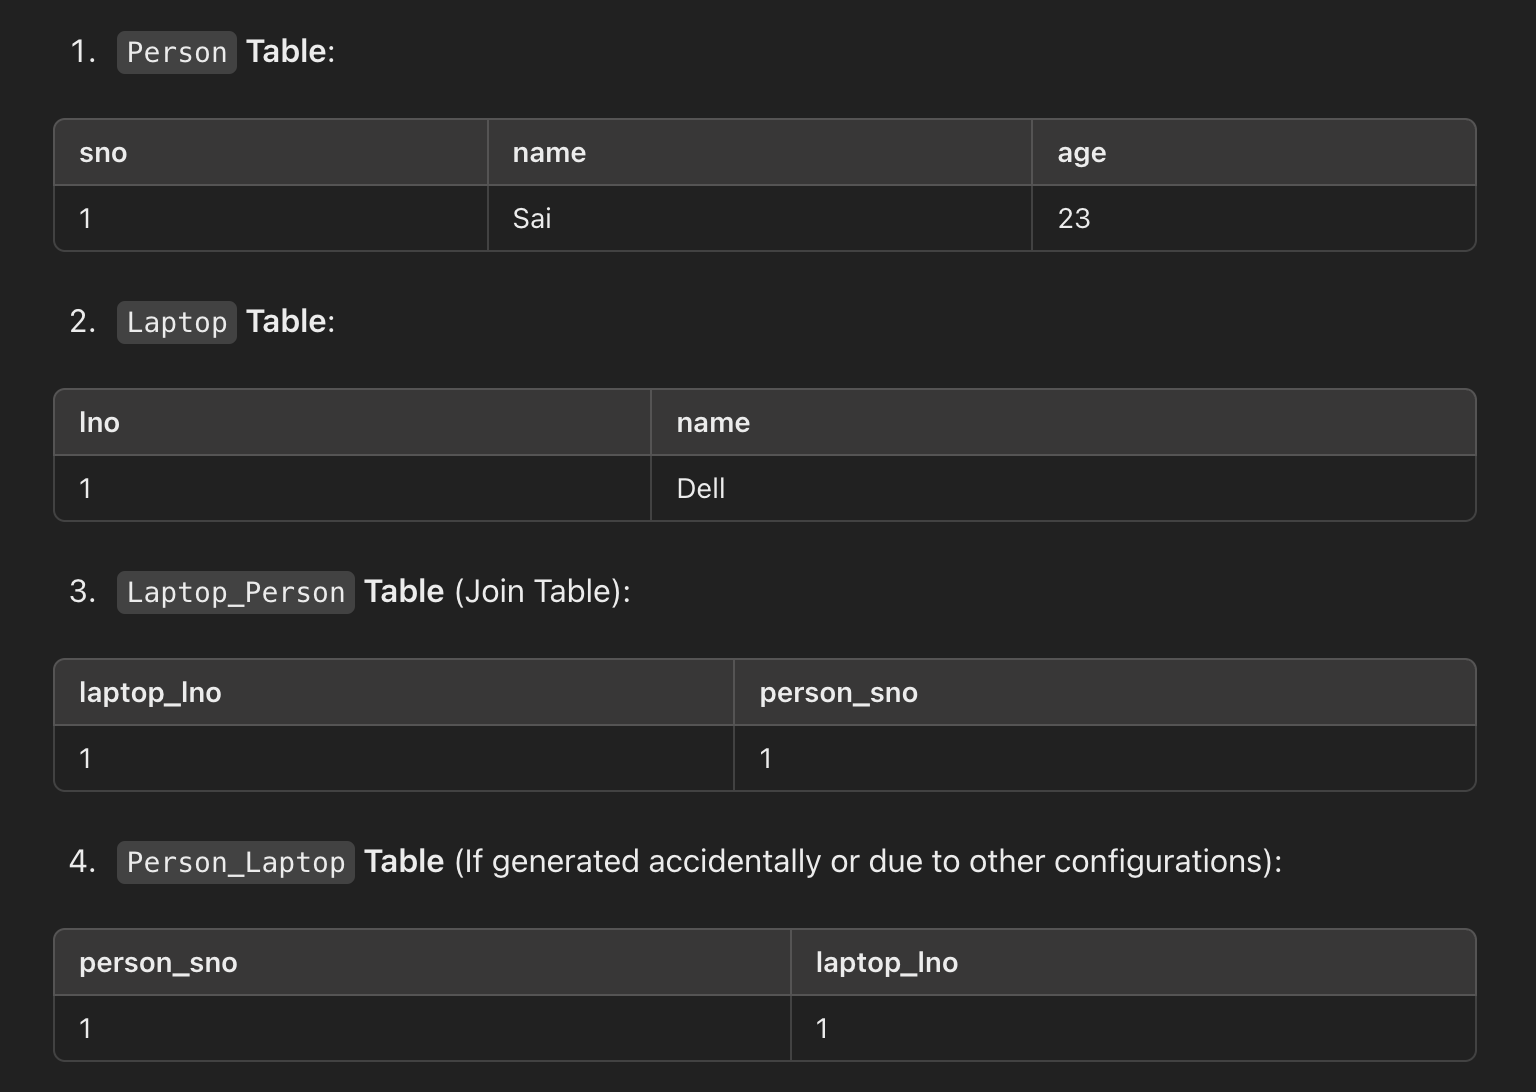 1. Person Table:
sno name age
1 Sai 23
2. Laptop Table:
lno name
1 Dell
3. Laptop_Person Table (Join Table):
laptop_lno person_sno
1 1
4. Person_Laptop Table (If generated accidentally or due to other configurations):
person_sno laptop_lno
1 1